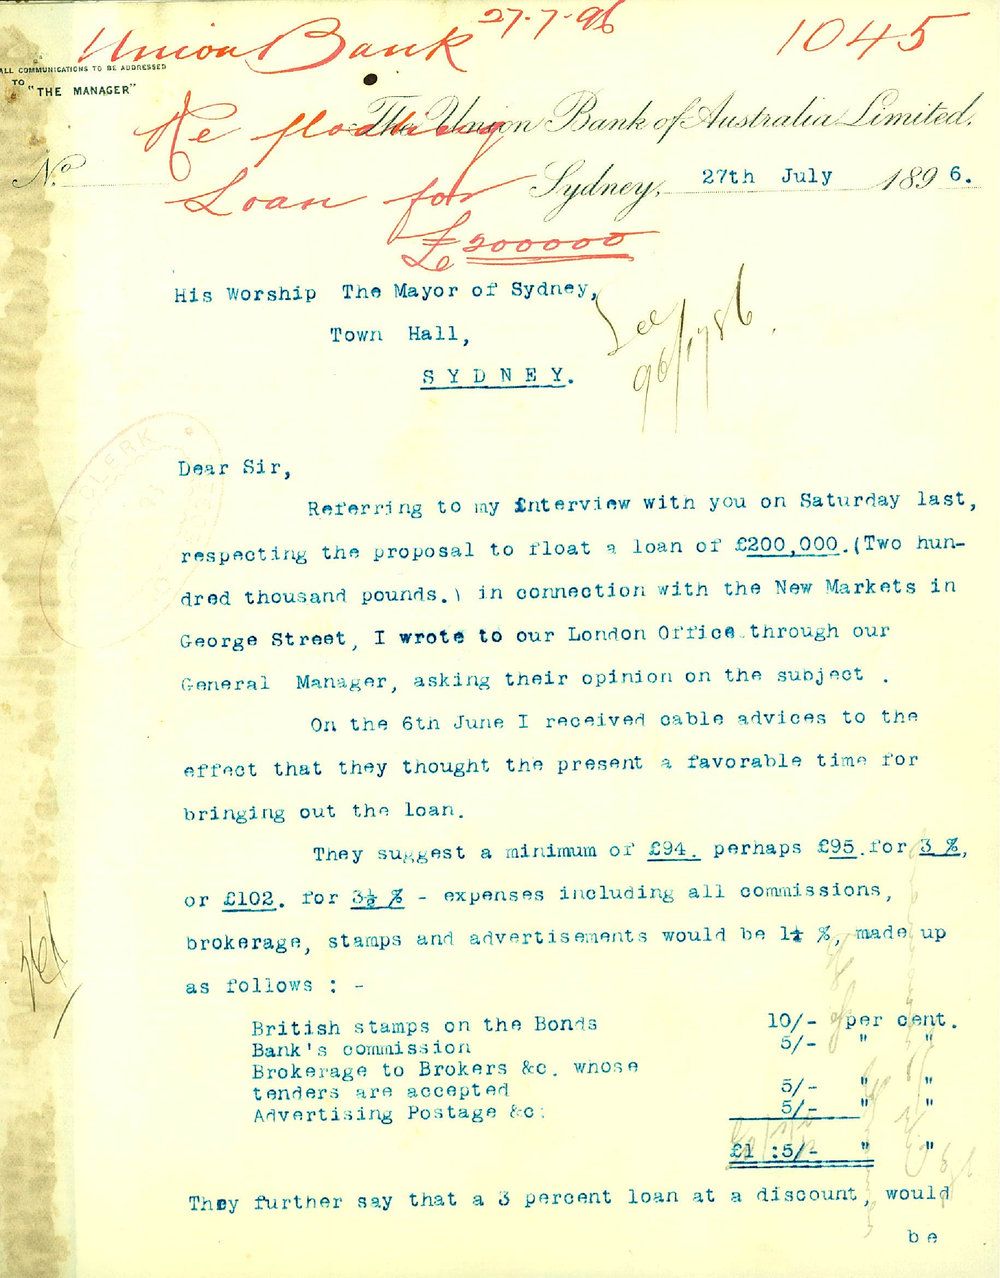 Union Bank 27-7-96 1045
ALL COMMUNICATIONS TO BE ADDRESSED
TO
"THE MANAGER"
The Union Bank of Australia Limited.
Re floating
Loan for
£200000
No
Sydney, 27th July 1896.
His Worship The Mayor of Sydney,
Town Hall,
SYDNEY.
CLERK
Dear Sir,
Referring to my interview with you on Saturday last,
respecting the proposal to float a loan of £200,000.(Two hun-
dred thousand pounds.) in connection with the New Markets in
George Street, I wrote to our London Office through our
General Manager, asking their opinion on the subject .
On the 6th June I received cable advices to the
effect that they thought the present a favorable time for
bringing out the loan.
They suggest a minimum of £94. perhaps £95.for 3 %,
or £102. for 3½ % - expenses including all commissions,
brokerage, stamps and advertisements would be 1¼ %, made up
as follows : -
British stamps on the Bonds 10/- per cent.
Bank's commission 5/- " "
Brokerage to Brokers &c. whose
tenders are accepted 5/- " "
Advertising Postage &c: 5/- " "
£1 :5/- " "
They further say that a 3 percent loan at a discount, would
be